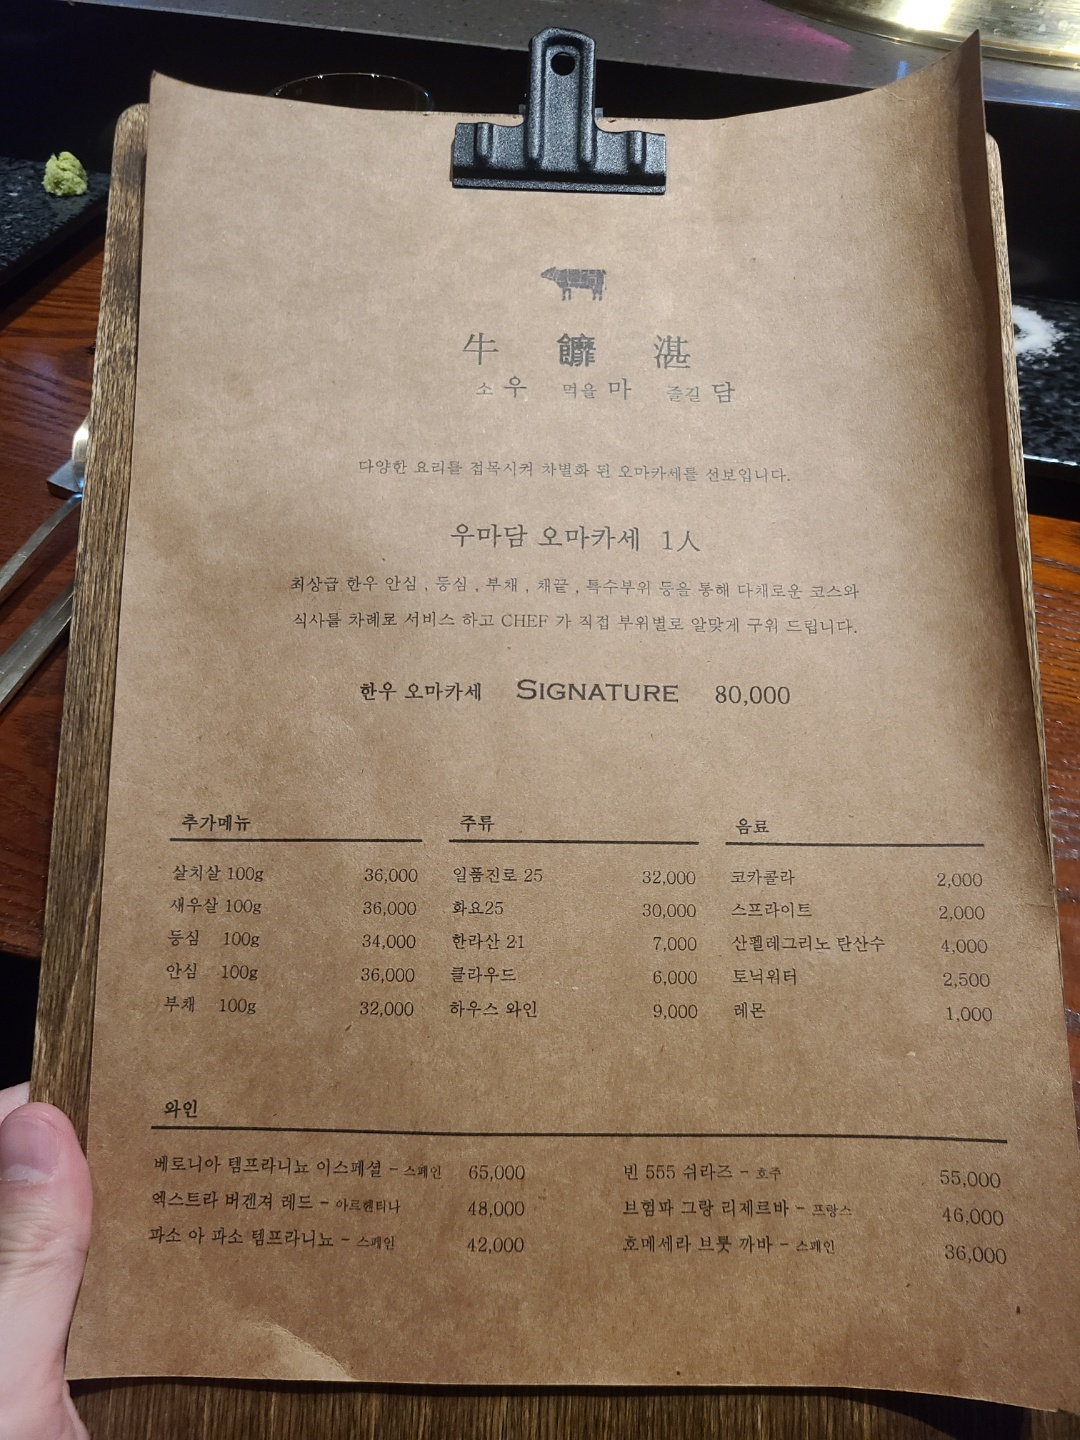 牛 饝 湛
소 우 먹을 마 즐길 담
다양한 요리를 접목시켜 차별화 된 오마카세를 선보입니다.
우마담 오마카세 1人
최상급 한우 안심 , 등심 , 부채 , 채끝 , 특수부위 등을 통해 다채로운 코스와
식사를 차례로 서비스 하고 CHEF 가 직접 부위별로 알맞게 구워 드립니다.
한우 오마카세 SIGNATURE 80,000
추가메뉴
살치살 100g 36,000
새우살 100g 36,000
등심 100g 34,000
안심 100g 36,000
부채 100g 32,000
주류
일품진로 25 32,000
화요25 30,000
한라산 21 7,000
클라우드 6,000
하우스 와인 9,000
음료
코카콜라 2,000
스프라이트 2,000
산펠레그리노 탄산수 4,000
토닉워터 2,500
레몬 1,000
와인
베로니아 템프라니뇨 이스페셜 - 스페인 65,000
엑스트라 버겐져 레드 - 아르헨티나 48,000
파소 아 파소 템프라니뇨 - 스페인 42,000
빈 555 쉬라즈 - 호주 55,000
브험파 그랑 리제르바 - 프랑스 46,000
호메세라 브룻 까바 - 스페인 36,000